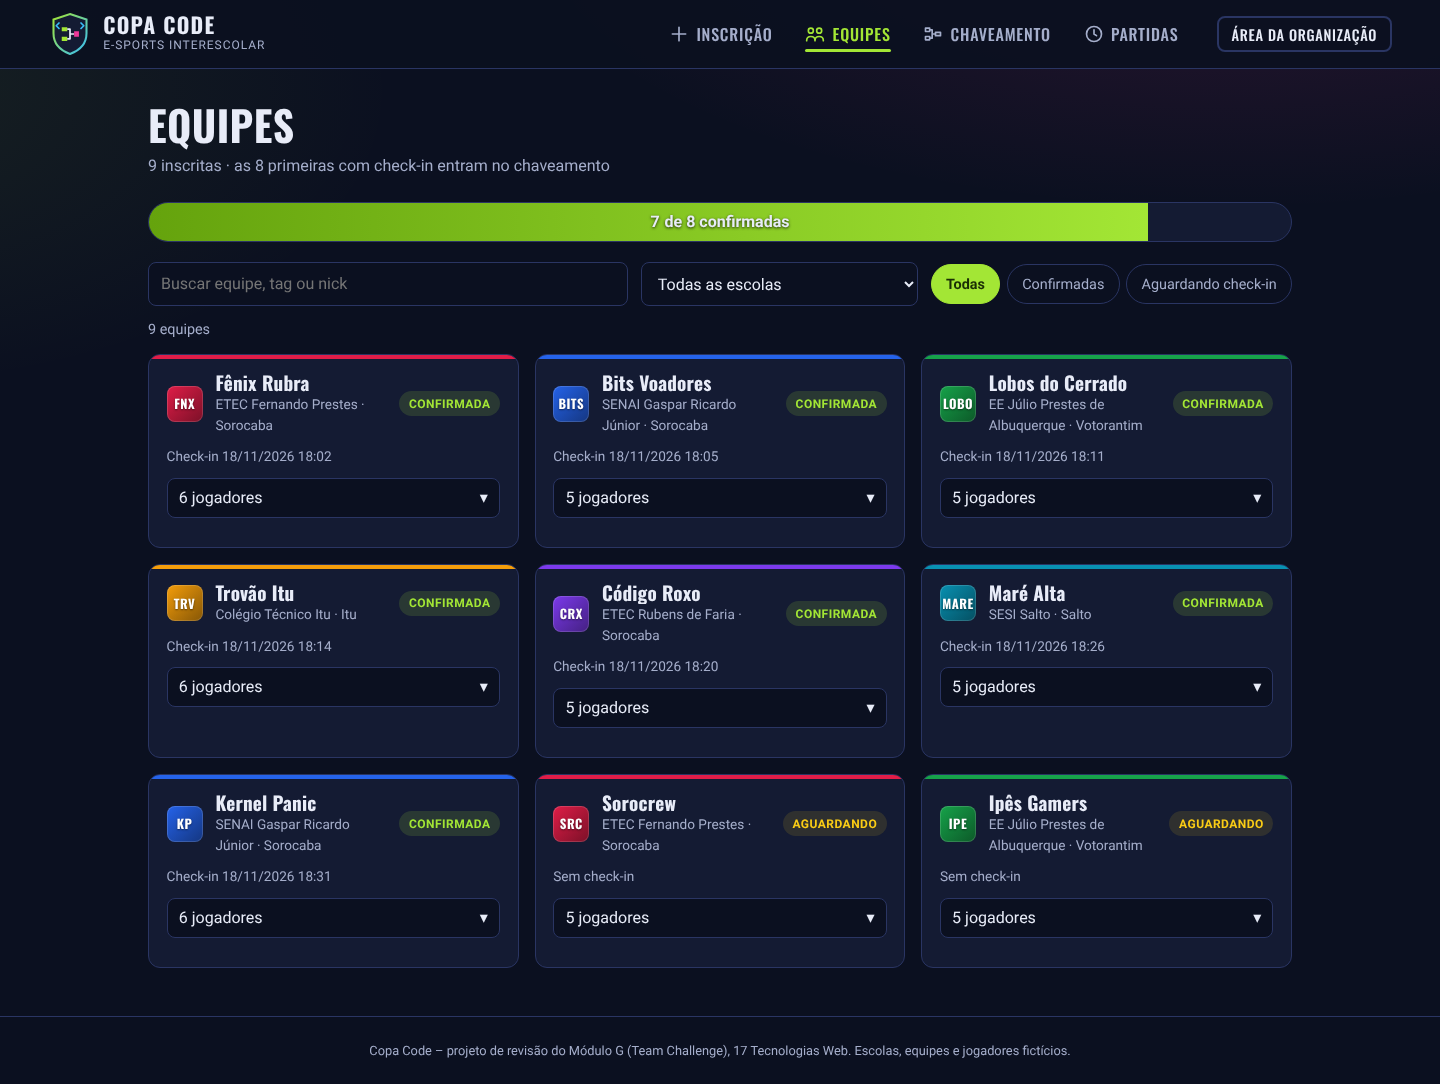 COPA CODE
E-SPORTS INTERESCOLAR
INSCRIÇÃO
EQUIPES
CHAVEAMENTO
PARTIDAS
ÁREA DA ORGANIZAÇÃO
EQUIPES
9 inscritas · as 8 primeiras com check-in entram no chaveamento
7 de 8 confirmadas
Buscar equipe, tag ou nick
Todas as escolas
Todas
Confirmadas
Aguardando check-in
9 equipes
FNX
Fênix Rubra
ETEC Fernando Prestes ·
Sorocaba
CONFIRMADA
Check-in 18/11/2026 18:02
6 jogadores
BITS
Bits Voadores
SENAI Gaspar Ricardo
Júnior · Sorocaba
CONFIRMADA
Check-in 18/11/2026 18:05
5 jogadores
LOBO
Lobos do Cerrado
EE Júlio Prestes de
Albuquerque · Votorantim
CONFIRMADA
Check-in 18/11/2026 18:11
5 jogadores
TRV
Trovão Itu
Colégio Técnico Itu · Itu
CONFIRMADA
Check-in 18/11/2026 18:14
6 jogadores
CRX
Código Roxo
ETEC Rubens de Faria ·
Sorocaba
CONFIRMADA
Check-in 18/11/2026 18:20
5 jogadores
MARE
Maré Alta
SESI Salto · Salto
CONFIRMADA
Check-in 18/11/2026 18:26
5 jogadores
KP
Kernel Panic
SENAI Gaspar Ricardo
Júnior · Sorocaba
CONFIRMADA
Check-in 18/11/2026 18:31
6 jogadores
SRC
Sorocrew
ETEC Fernando Prestes ·
Sorocaba
AGUARDANDO
Sem check-in
5 jogadores
IPE
Ipês Gamers
EE Júlio Prestes de
Albuquerque · Votorantim
AGUARDANDO
Sem check-in
5 jogadores
Copa Code – projeto de revisão do Módulo G (Team Challenge), 17 Tecnologias Web. Escolas, equipes e jogadores fictícios.